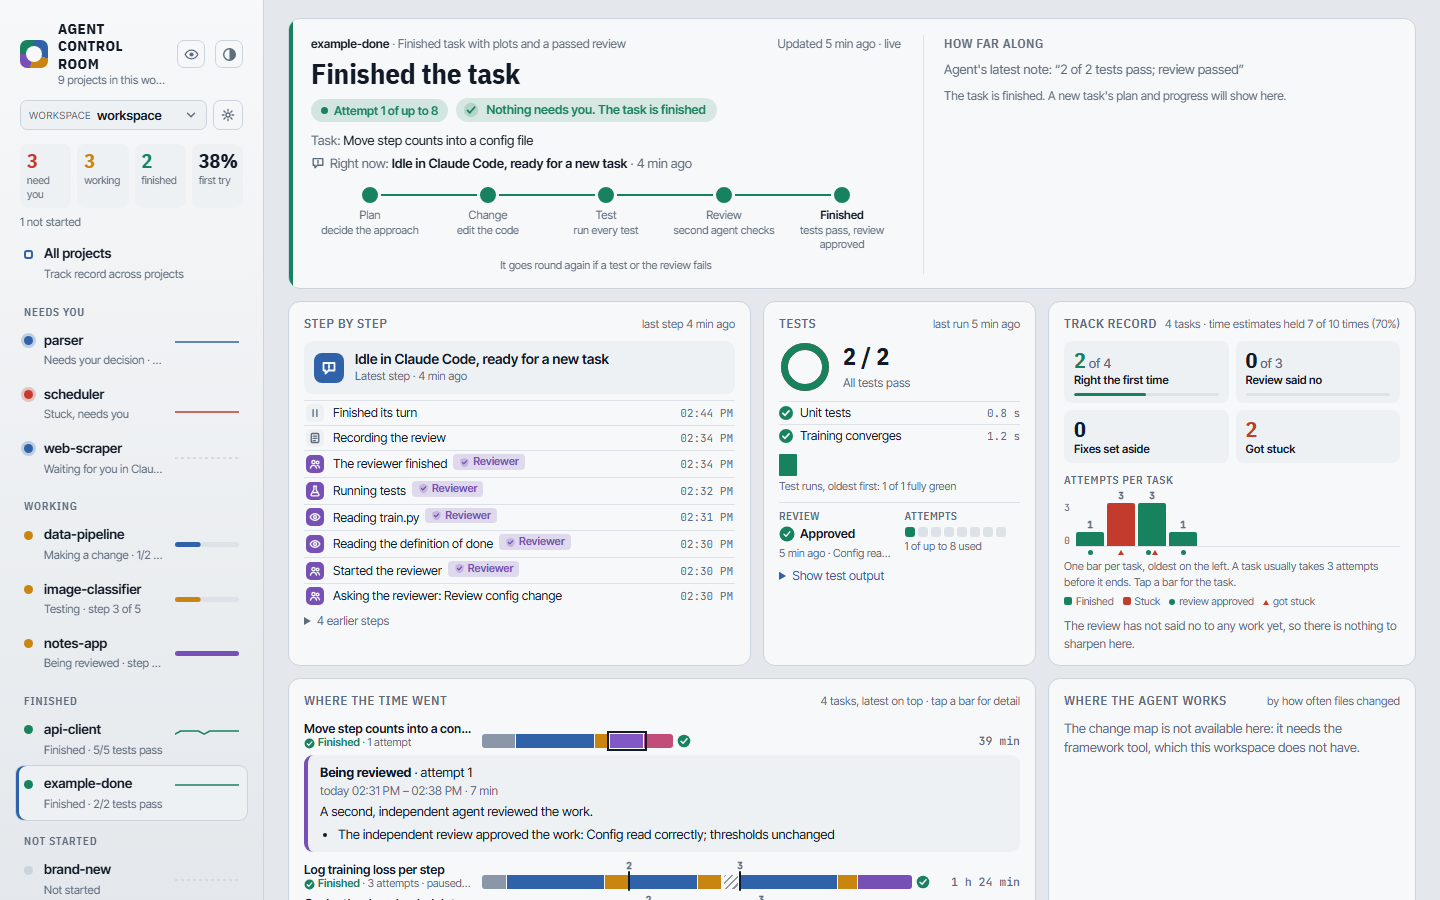 AGENT
CONTROL
ROOM
9 projects in this wo...
WORKSPACE workspace
3 need you
3 working
2 finished
38% first try
1 not started
All projects
Track record across projects
NEEDS YOU
parser
Needs your decision · ...
scheduler
Stuck, needs you
web-scraper
Waiting for you in Clau...
WORKING
data-pipeline
Making a change · 1/2 ...
image-classifier
Testing · step 3 of 5
notes-app
Being reviewed · step ...
FINISHED
api-client
Finished · 5/5 tests pass
example-done
Finished · 2/2 tests pass
NOT STARTED
brand-new
Not started
example-done · Finished task with plots and a passed review
Updated 5 min ago · live
Finished the task
Attempt 1 of up to 8
Nothing needs you. The task is finished
Task: Move step counts into a config file
Right now: Idle in Claude Code, ready for a new task · 4 min ago
Plan
decide the approach
Change
edit the code
Test
run every test
Review
second agent checks
Finished
tests pass, review
approved
It goes round again if a test or the review fails
HOW FAR ALONG
Agent's latest note: “2 of 2 tests pass; review passed”
The task is finished. A new task's plan and progress will show here.
STEP BY STEP
last step 4 min ago
Idle in Claude Code, ready for a new task
Latest step · 4 min ago
Finished its turn 02:44 PM
Recording the review 02:34 PM
The reviewer finished Reviewer 02:34 PM
Running tests Reviewer 02:32 PM
Reading train.py Reviewer 02:31 PM
Reading the definition of done Reviewer 02:30 PM
Started the reviewer Reviewer 02:30 PM
Asking the reviewer: Review config change 02:30 PM
4 earlier steps
TESTS
last run 5 min ago
2 / 2
All tests pass
Unit tests 0.8 s
Training converges 1.2 s
Test runs, oldest first: 1 of 1 fully green
REVIEW
Approved
5 min ago · Config rea...
ATTEMPTS
1 of up to 8 used
Show test output
TRACK RECORD
4 tasks · time estimates held 7 of 10 times (70%)
2 of 4
Right the first time
0 of 3
Review said no
0
Fixes set aside
2
Got stuck
ATTEMPTS PER TASK
3
0
1
3
3
1
One bar per task, oldest on the left. A task usually takes 3 attempts
before it ends. Tap a bar for the task.
Finished Stuck review approved got stuck
The review has not said no to any work yet, so there is nothing to
sharpen here.
WHERE THE TIME WENT
4 tasks, latest on top · tap a bar for detail
Move step counts into a con...
Finished · 1 attempt
39 min
Being reviewed · attempt 1
today 02:31 PM – 02:38 PM · 7 min
A second, independent agent reviewed the work.
• The independent review approved the work: Config read correctly; thresholds unchanged
Log training loss per step
Finished · 3 attempts · paused...
2
3
1 h 24 min
2
3
WHERE THE AGENT WORKS
by how often files changed
The change map is not available here: it needs the
framework tool, which this workspace does not have.